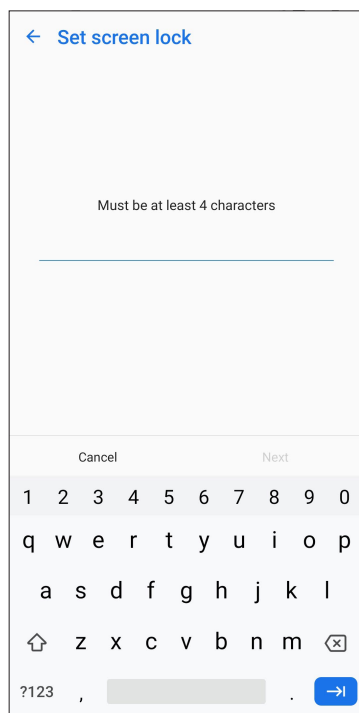 Set screen lock
Must be at least 4 characters
Cancel Next
1 2 3 4 5 6 7 8 9 0
q w e r t y u i o p
a s d f g h j k l
z x c v b n m
?123 , .